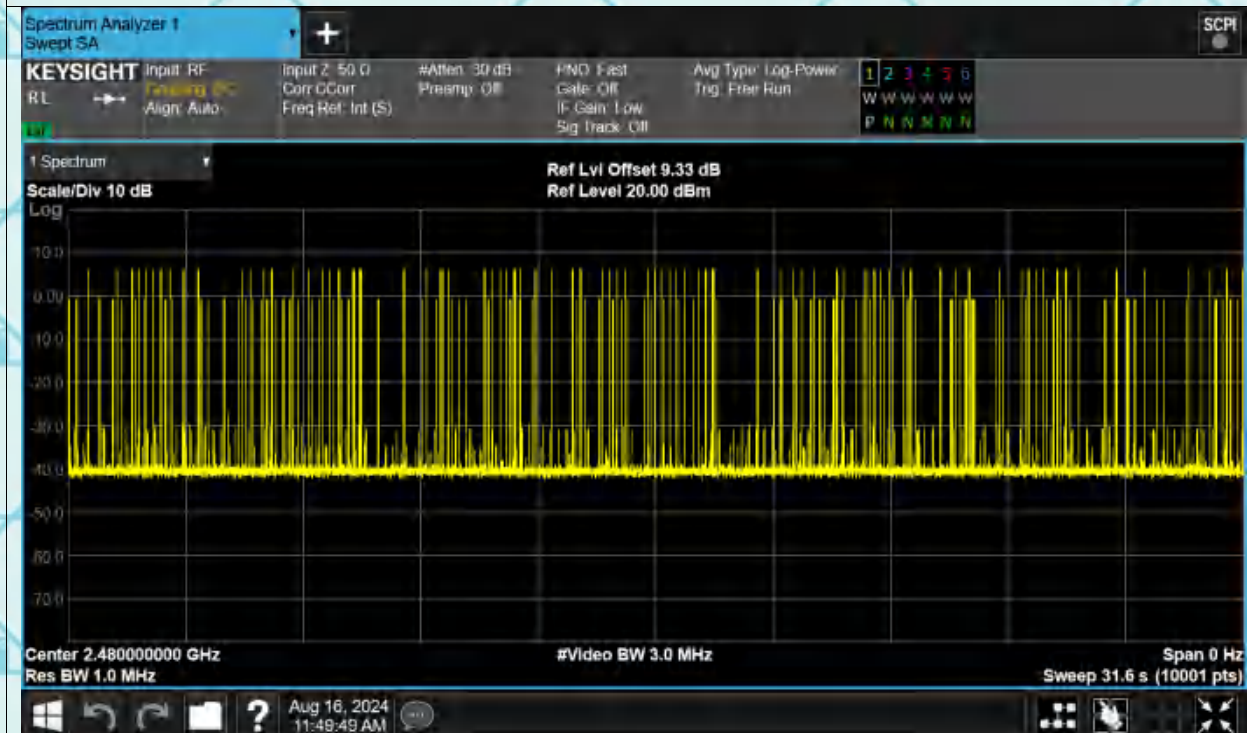 Spectrum Analyzer 1
Swept SA
+
SCPI
KEYSIGHT Input: RF Input Z: 50 Ω #Atten: 30 dB PNO: Fast Avg Type: Log-Power 1 2 3 4 5 6
RL Coupling: DC Corr CCorr Preamp: Off Gate: Off Trig: Free Run W W W W W W
Align: Auto Freq Ref: Int (S) IF Gain: Low P N N N N N
Sig Track: Off
1 Spectrum
Ref Lvl Offset 9.33 dB
Scale/Div 10 dB Ref Level 20.00 dBm
Log
10.0
0.00
-10.0
-20.0
-30.0
-40.0
-50.0
-60.0
-70.0
Center 2.480000000 GHz #Video BW 3.0 MHz Span 0 Hz
Res BW 1.0 MHz Sweep 31.6 s (10001 pts)
? Aug 16, 2024
11:49:49 AM